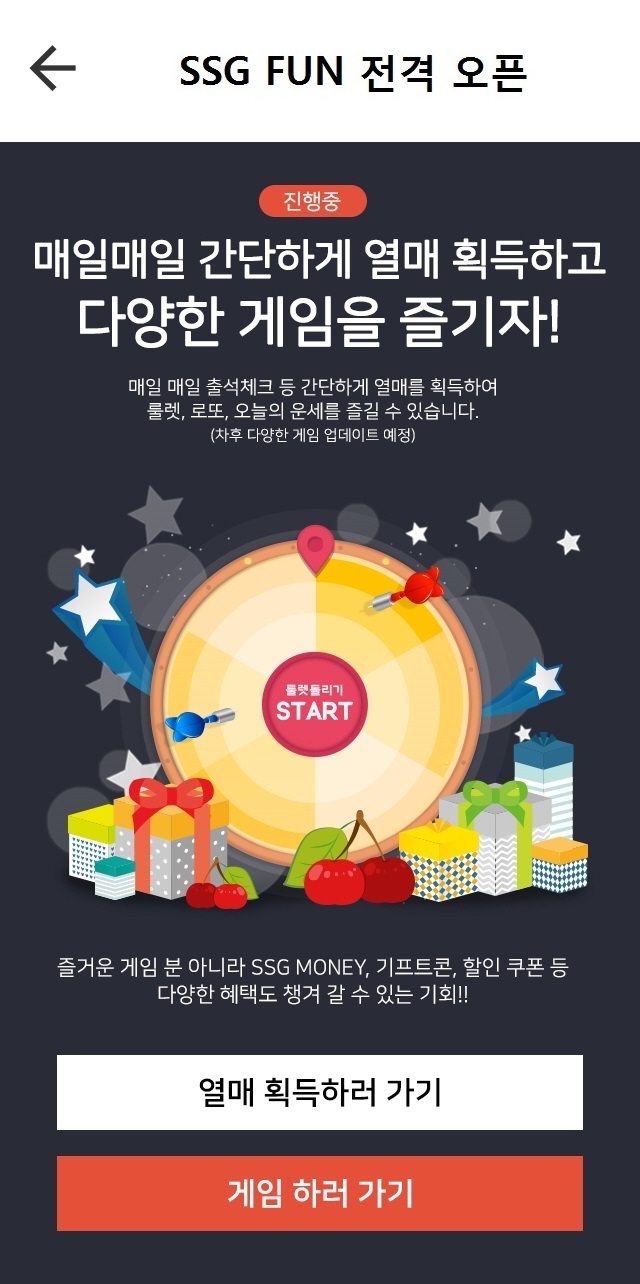 SSG FUN 전격 오픈
진행중
매일매일 간단하게 열매 획득하고
다양한 게임을 즐기자!
매일 매일 출석체크 등 간단하게 열매를 획득하여
룰렛, 로또, 오늘의 운세를 즐길 수 있습니다.
(차후 다양한 게임 업데이트 예정)
룰렛돌리기
START
즐거운 게임 분 아니라 SSG MONEY, 기프트콘, 할인 쿠폰 등
다양한 혜택도 챙겨 갈 수 있는 기회!!
열매 획득하러 가기
게임 하러 가기